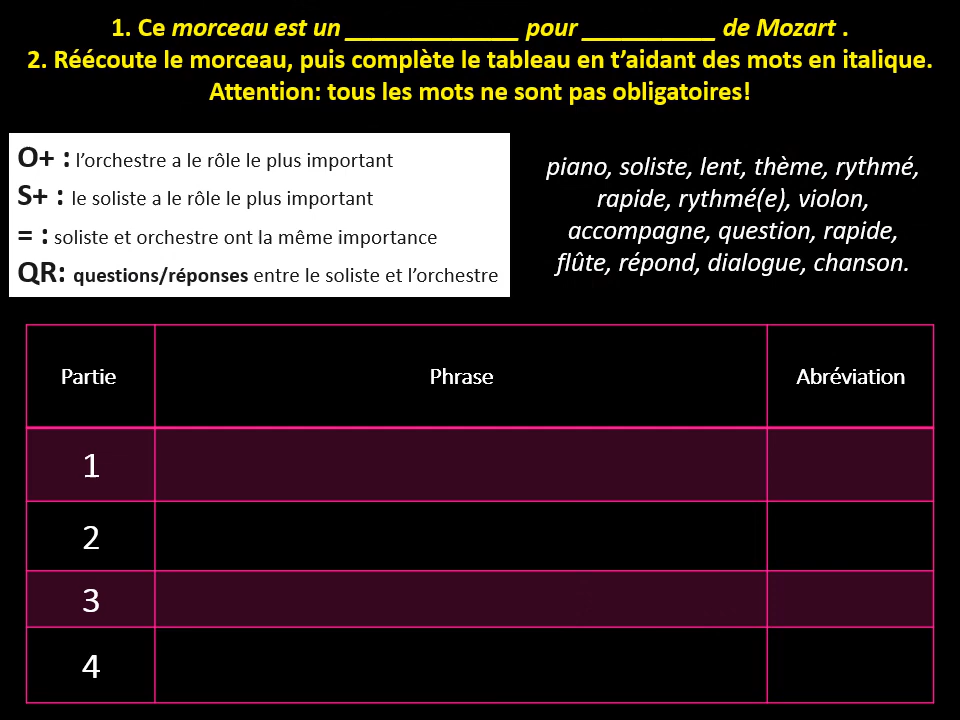 1. Ce morceau est un _____________ pour __________ de Mozart .
2. Réécoute le morceau, puis complète le tableau en t’aidant des mots en italique.
Attention: tous les mots ne sont pas obligatoires!
O+ : l’orchestre a le rôle le plus important
S+ : le soliste a le rôle le plus important
= : soliste et orchestre ont la même importance
QR: questions/réponses entre le soliste et l’orchestre
piano, soliste, lent, thème, rythmé,
rapide, rythmé(e), violon,
accompagne, question, rapide,
flûte, répond, dialogue, chanson.
Partie Phrase Abréviation
1
2
3
4